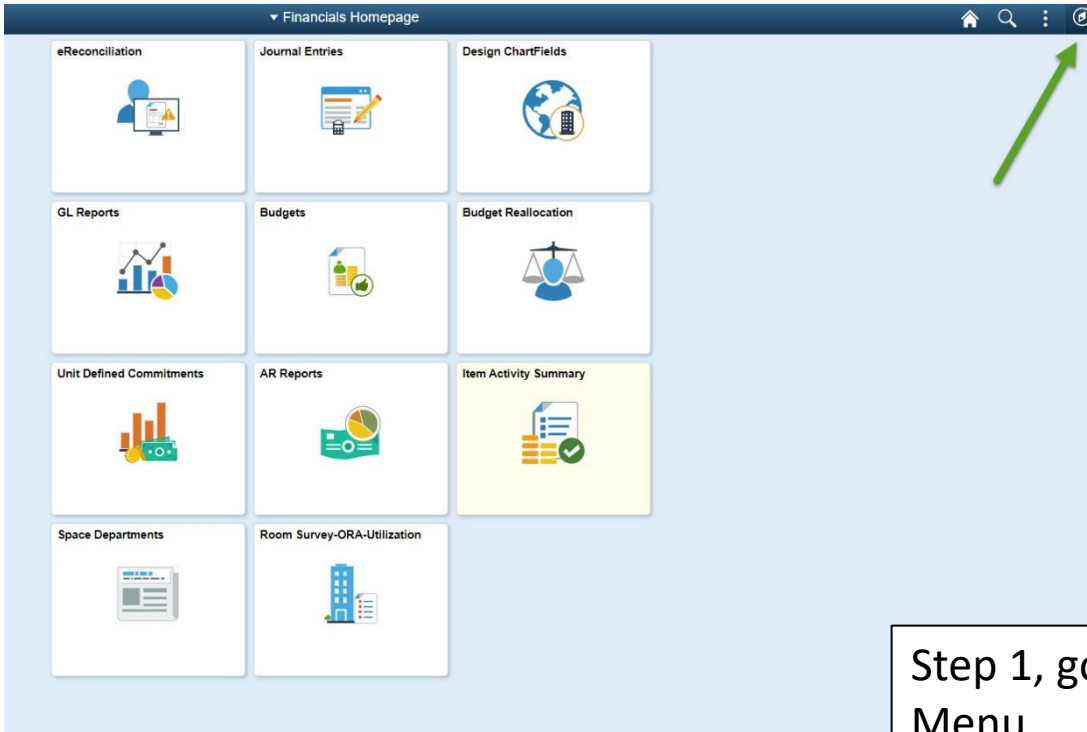 Financials Homepage
eReconciliation
Journal Entries
Design ChartFields
GL Reports
Budgets
Budget Reallocation
Unit Defined Commitments
AR Reports
Item Activity Summary
Space Departments
Room Survey-ORA-Utilization
Step 1, go
Menu